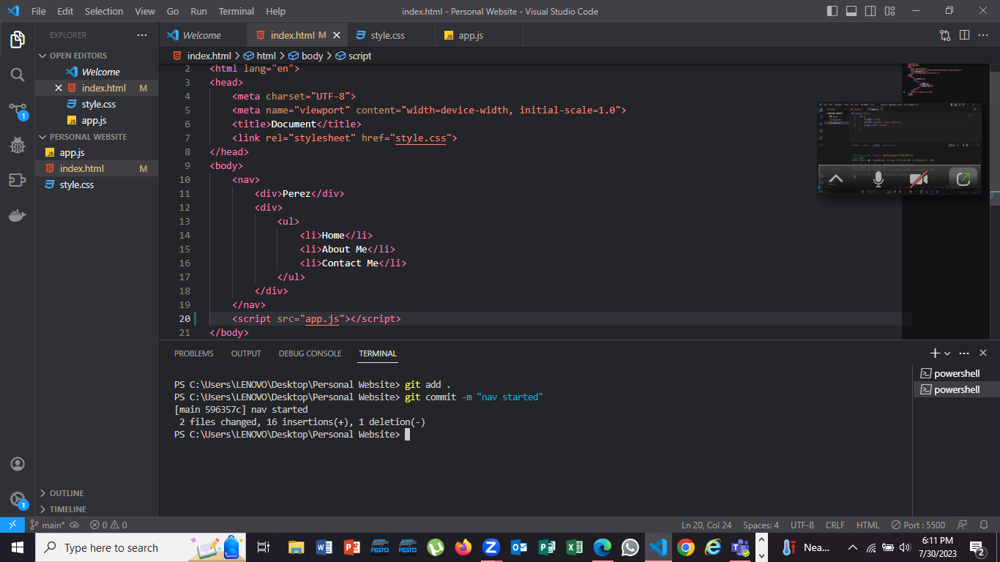 File Edit Selection View Go Run Terminal Help index.html - Personal Website - Visual Studio Code
EXPLORER
Welcome index.html M style.css app.js
OPEN EDITORS
Welcome
index.html M
style.css
app.js
PERSONAL WEBSITE
app.js
index.html M
style.css
OUTLINE
TIMELINE
index.html > html > body > script
2 <html lang="en">
3 <head>
4 <meta charset="UTF-8">
5 <meta name="viewport" content="width=device-width, initial-scale=1.0">
6 <title>Document</title>
7 <link rel="stylesheet" href="style.css">
8 </head>
9 <body>
10 <nav>
11 <div>Perez</div>
12 <div>
13 <ul>
14 <li>Home</li>
15 <li>About Me</li>
16 <li>Contact Me</li>
17 </ul>
18 </div>
19 </nav>
20 <script src="app.js"></script>
21 </body>
PROBLEMS OUTPUT DEBUG CONSOLE TERMINAL
PS C:\Users\LENOVO\Desktop\Personal Website> git add .
PS C:\Users\LENOVO\Desktop\Personal Website> git commit -m "nav started"
[main 596357c] nav started
2 files changed, 16 insertions(+), 1 deletion(-)
PS C:\Users\LENOVO\Desktop\Personal Website>
powershell
powershell
1
1
main* 0 0 Ln 20, Col 24 Spaces: 4 UTF-8 CRLF HTML Port : 5500
Type here to search
FESTO
FESTO
Nea...
6:11 PM
7/30/2023
2